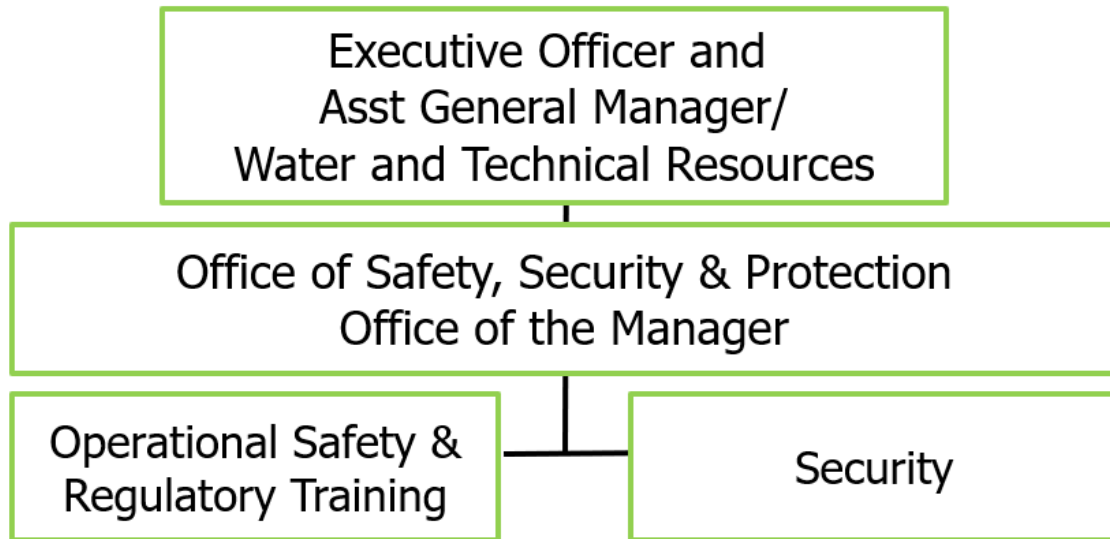 Executive Officer and
Asst General Manager/
Water and Technical Resources
Office of Safety, Security & Protection
Office of the Manager
Operational Safety &
Regulatory Training
Security